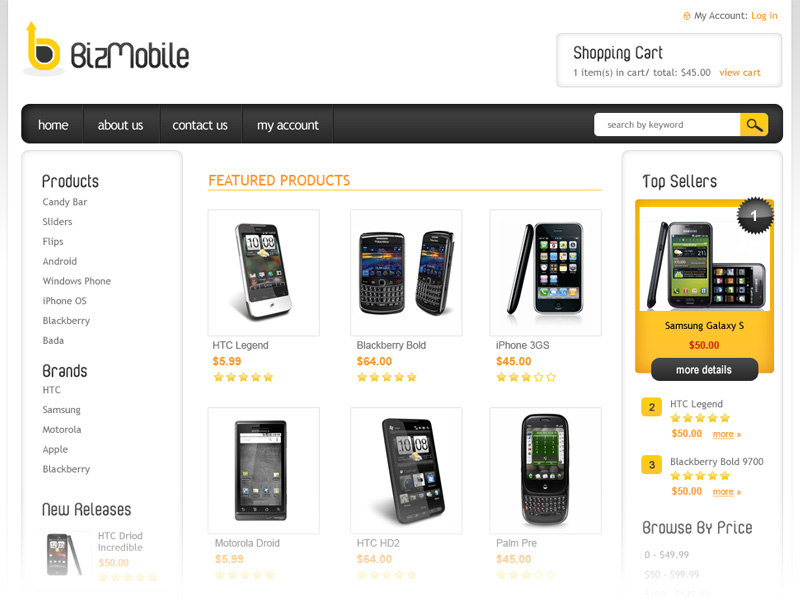 My Account: Log in
BizMobile
Shopping Cart
1 item(s) in cart/ total: $45.00 view cart
home about us contact us my account
search by keyword
Products
Candy Bar
Sliders
Flips
Android
Windows Phone
iPhone OS
Blackberry
Bada
Brands
HTC
Samsung
Motorola
Apple
Blackberry
New Releases
HTC Driod
Incredible
$50.00
FEATURED PRODUCTS
HTC Legend
$5.99
Blackberry Bold
$64.00
iPhone 3GS
$45.00
Motorola Droid
$5.99
HTC HD2
$64.00
Palm Pre
$45.00
Top Sellers
1
Samsung Galaxy S
$50.00
more details
2
HTC Legend
$50.00 more »
3
Blackberry Bold 9700
$50.00 more »
Browse By Price
0 - $49.99
$50 - $99.99
$100 - $149.99